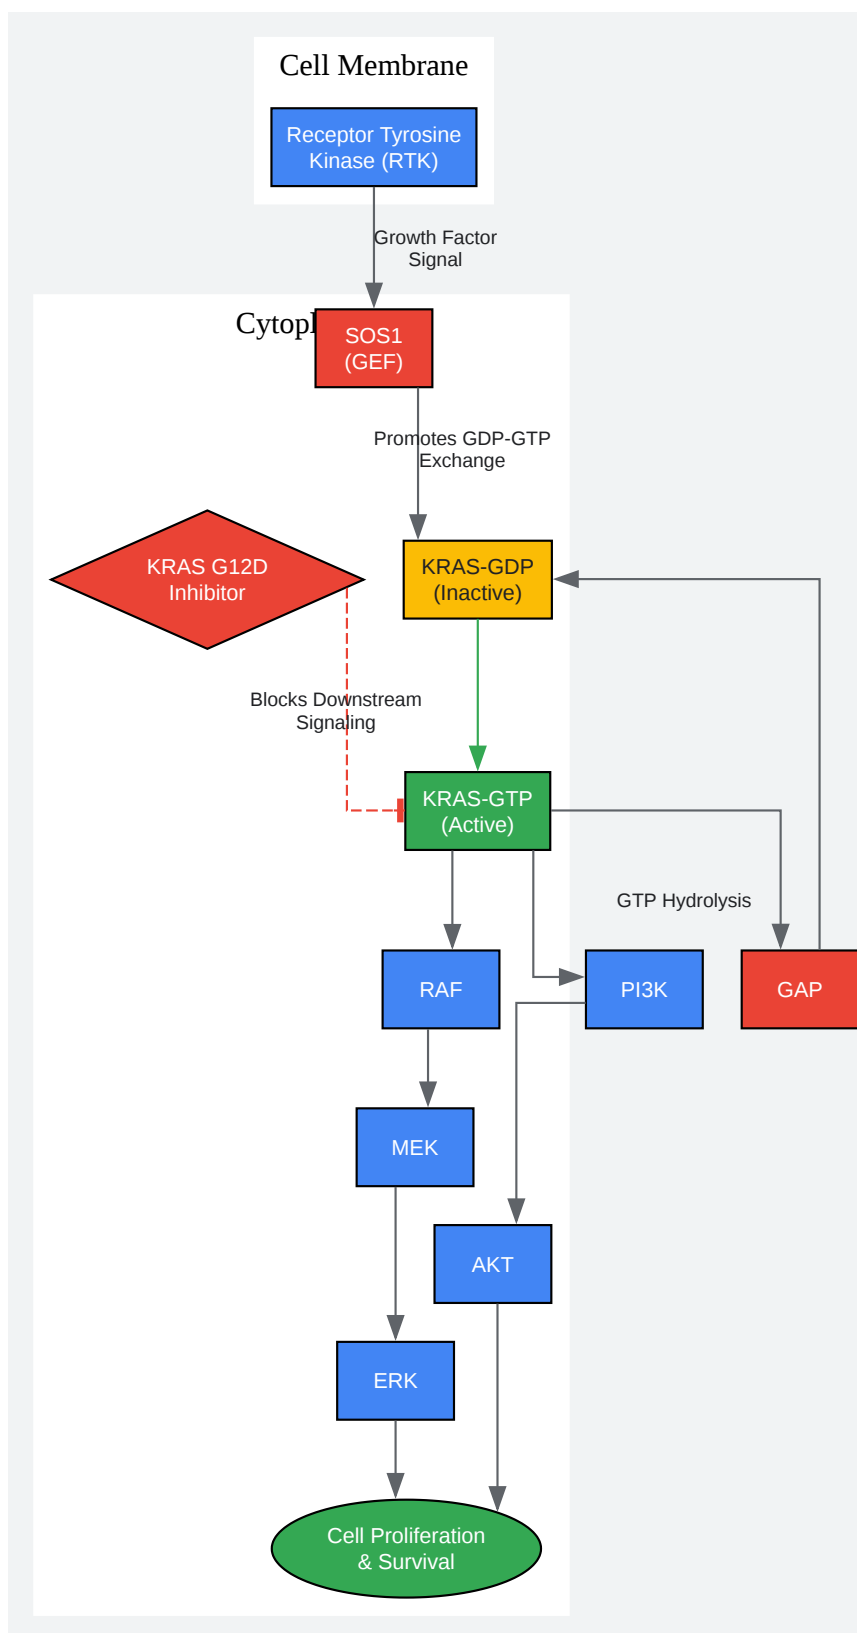 Cell Membrane
Receptor Tyrosine
Kinase (RTK)
Growth Factor
Signal
Cytopl
SOS1
(GEF)
Promotes GDP-GTP
Exchange
KRAS G12D
Inhibitor
KRAS-GDP
(Inactive)
Blocks Downstream
Signaling
KRAS-GTP
(Active)
GTP Hydrolysis
RAF
PI3K
GAP
MEK
AKT
ERK
Cell Proliferation
& Survival